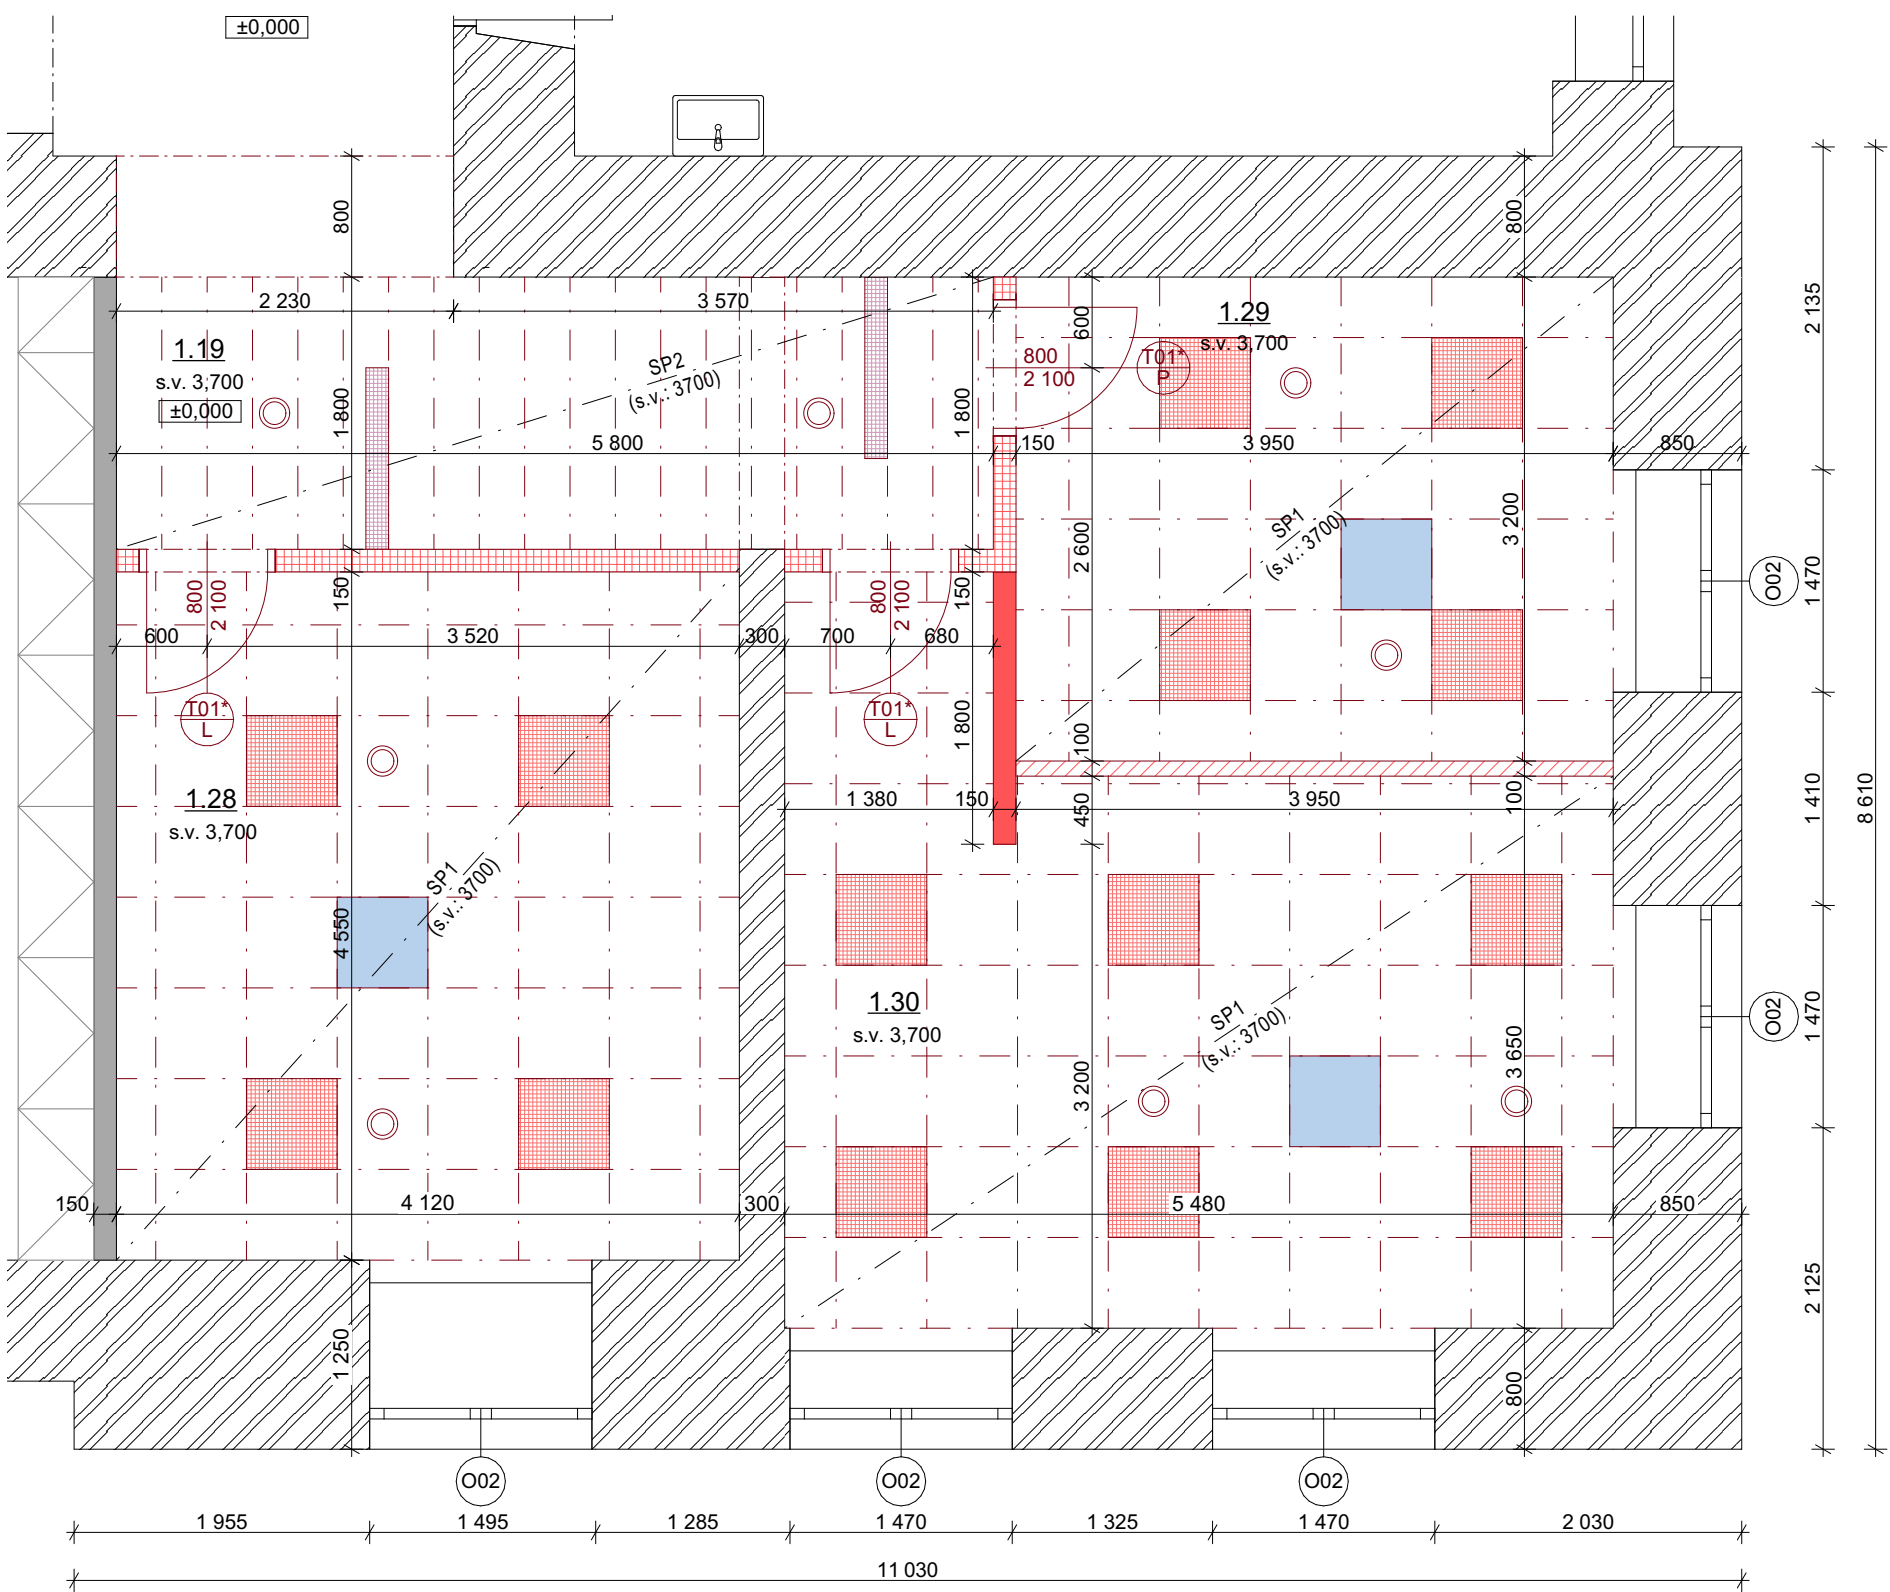 ±0,000
800
800
2 230
3 570
1.19
s.v. 3,700
±0,000
1 800
SP2
(s.v.: 3700)
1 800
5 800
600
800
2 100
T01*
P
1.29
s.v. 3,700
150
3 950
850
2 135
2 600
SP1
(s.v.: 3700)
3 200
O02
1 470
150
800
2 100
600
3 520
300
700
800
2 100
680
150
T01*
L
T01*
L
1 800
100
1.28
s.v. 3,700
1 380
150
450
3 950
100
1 410
8 610
SP1
(s.v.: 3700)
4 550
1.30
s.v. 3,700
SP1
(s.v.: 3700)
3 200
3 650
O02
1 470
150
4 120
300
5 480
850
2 125
1 250
800
O02
O02
O02
1 955
1 495
1 285
1 470
1 325
1 470
2 030
11 030